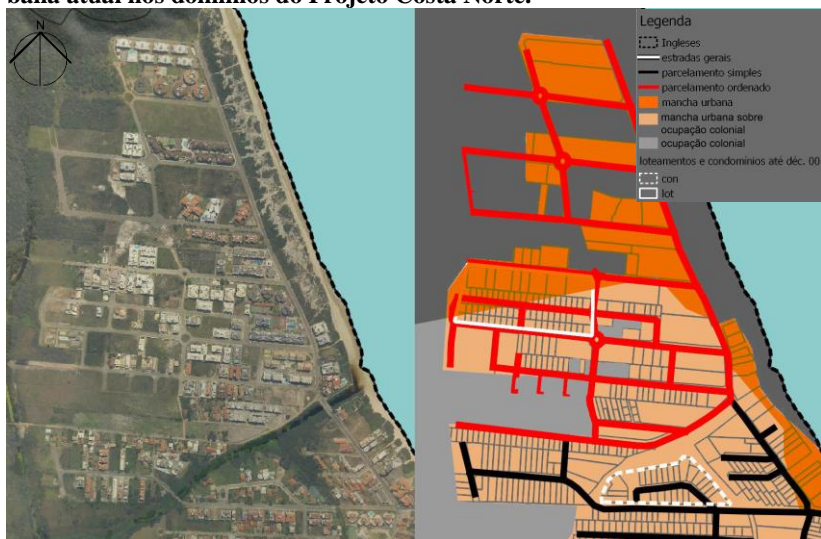 bana atual nos domínios do Projeto Costa Norte.
N
Legenda
Ingleses
estradas gerais
parcelamento simples
parcelamento ordenado
mancha urbana
mancha urbana sobre
ocupação colonial
ocupação colonial
loteamentos e condomínios até déc. 00
con
lot